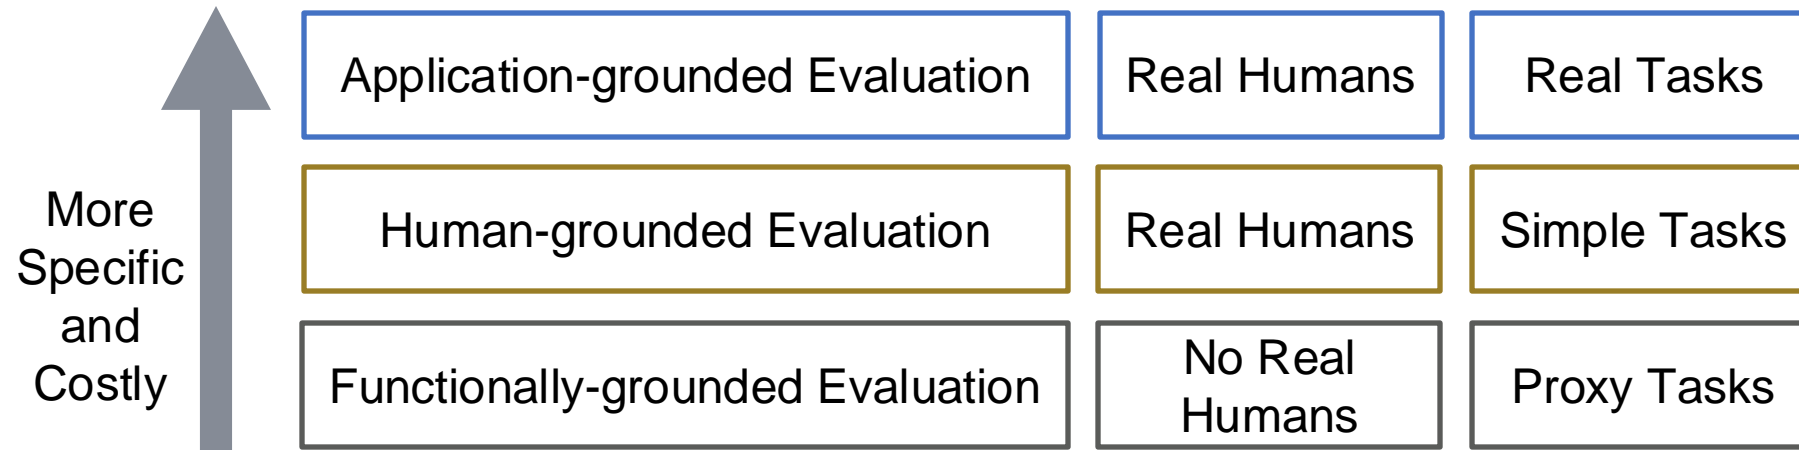 Application-grounded Evaluation
Real Humans
Real Tasks
More
Specific
and
Costly
Human-grounded Evaluation
Real Humans
Simple Tasks
Functionally-grounded Evaluation
No Real
Humans
Proxy Tasks